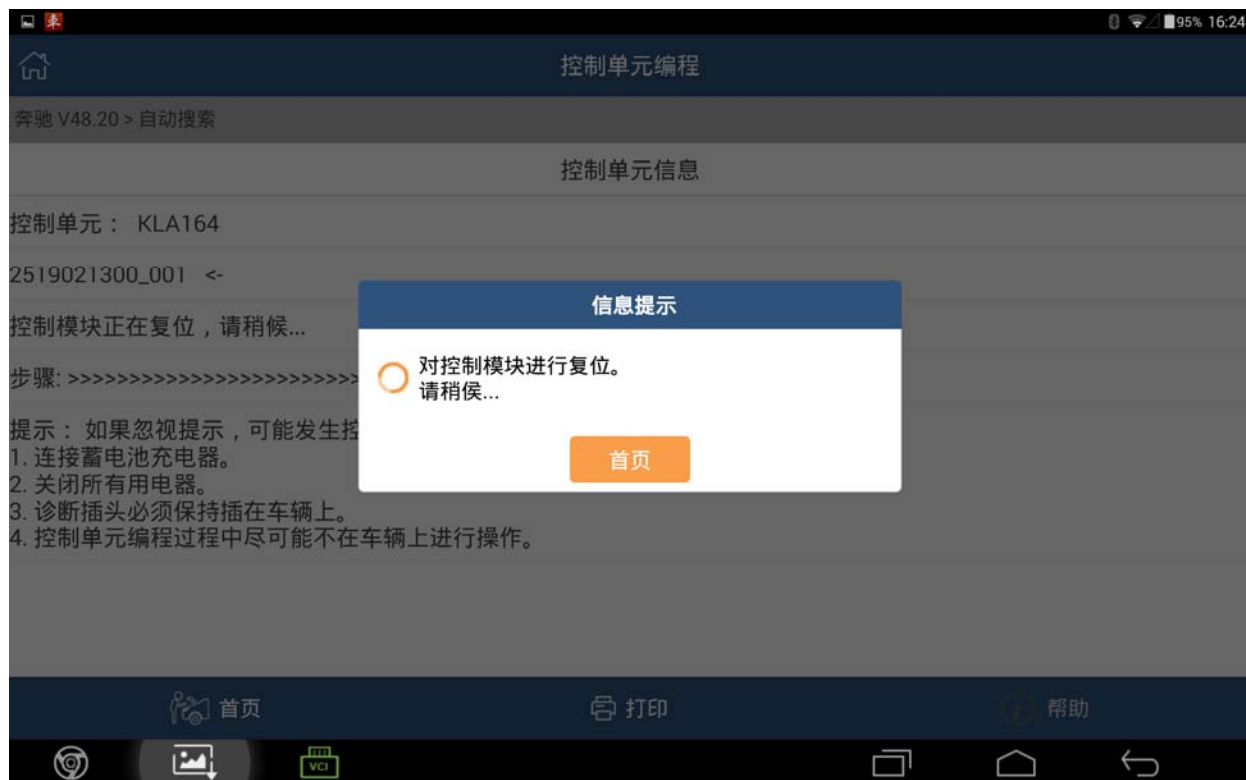 車
95% 16:24
控制单元编程
奔驰 V48.20 > 自动搜索
控制单元信息
控制单元： KLA164
2519021300_001 <-
控制模块正在复位，请稍候...
步骤: >>>>>>>>>>>>>>>>>>>>>>>>
提示： 如果忽视提示，可能发生控
1. 连接蓄电池充电器。
2. 关闭所有用电器。
3. 诊断插头必须保持插在车辆上。
4. 控制单元编程过程中尽可能不在车辆上进行操作。
信息提示
对控制模块进行复位。
请稍侯...
首页
首页
打印
帮助
VCI